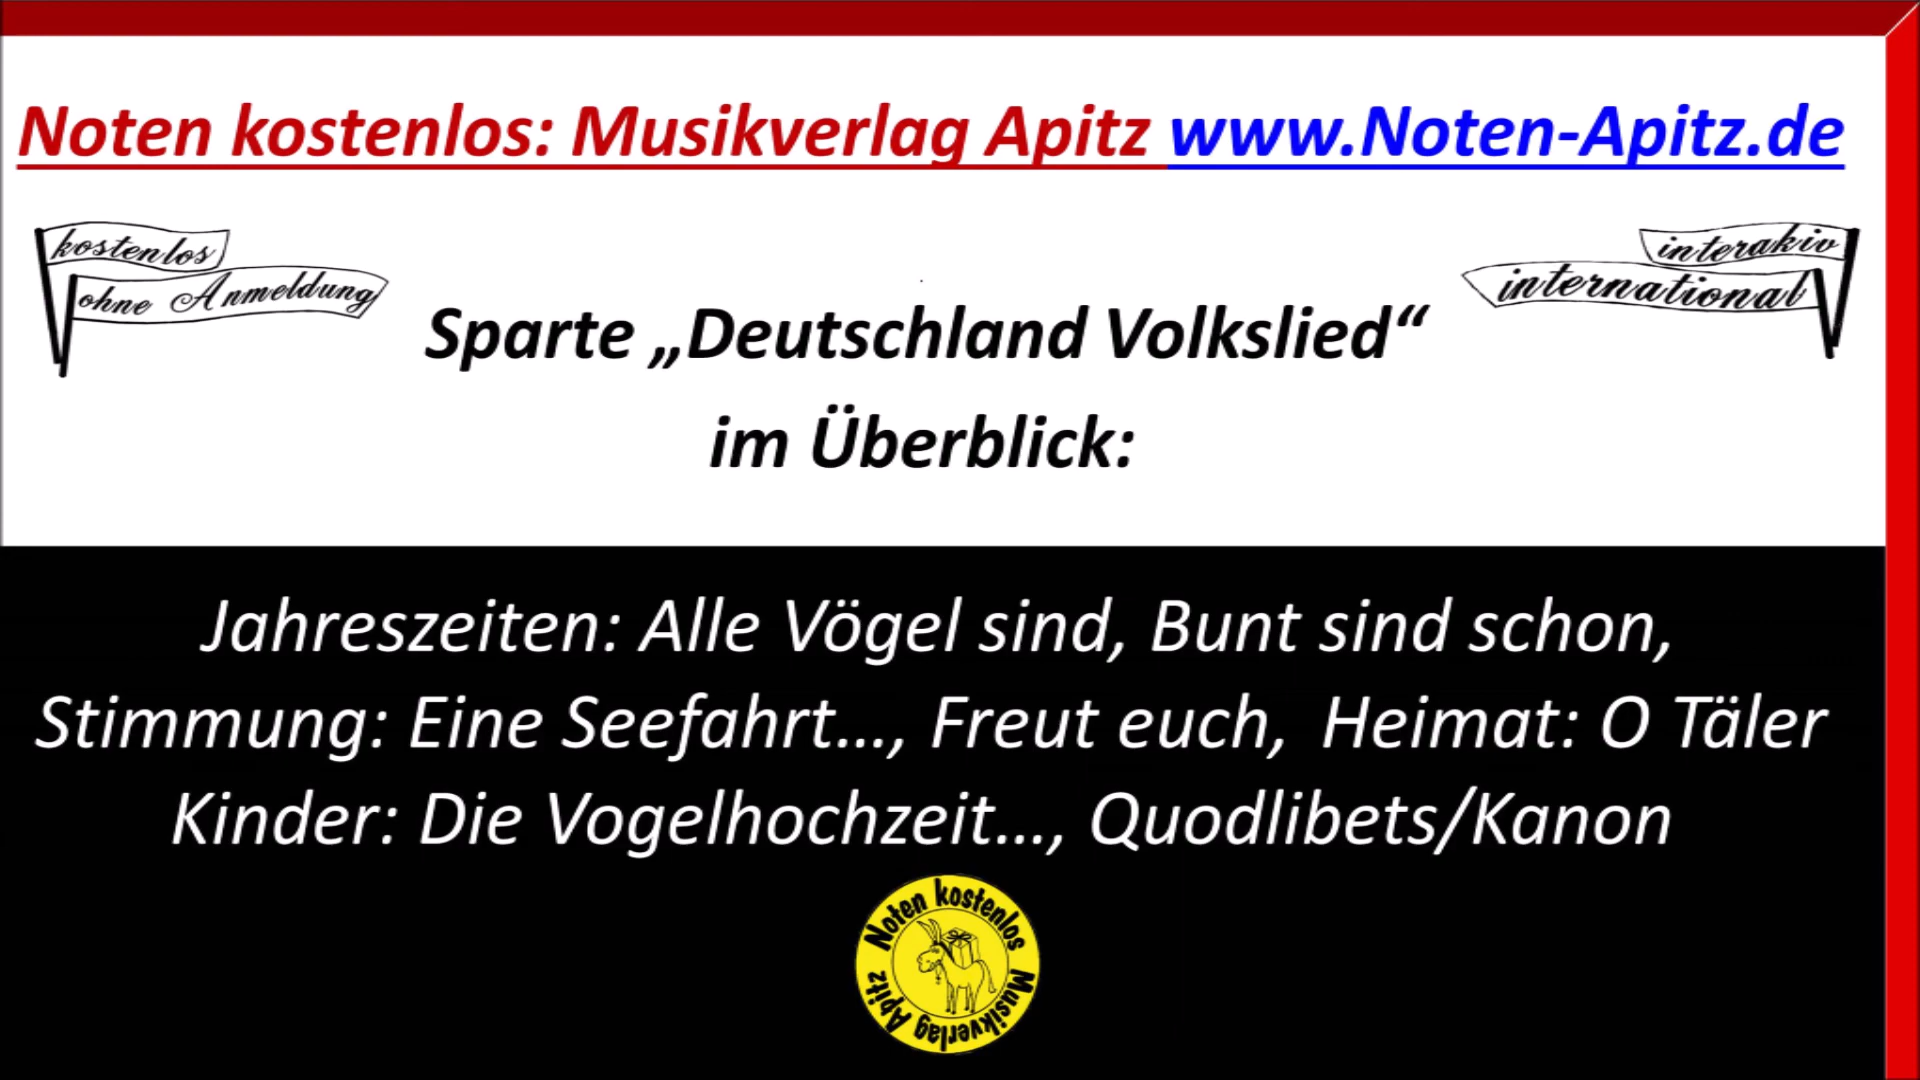 Noten kostenlos: Musikverlag Apitz www.Noten-Apitz.de
kostenlos
ohne Anmeldung
interakiv
international
Sparte „Deutschland Volkslied“
im Überblick:
Jahreszeiten: Alle Vögel sind, Bunt sind schon,
Stimmung: Eine Seefahrt..., Freut euch, Heimat: O Täler
Kinder: Die Vogelhochzeit..., Quodlibets/Kanon
Noten kostenlos Musikverlag Apitz